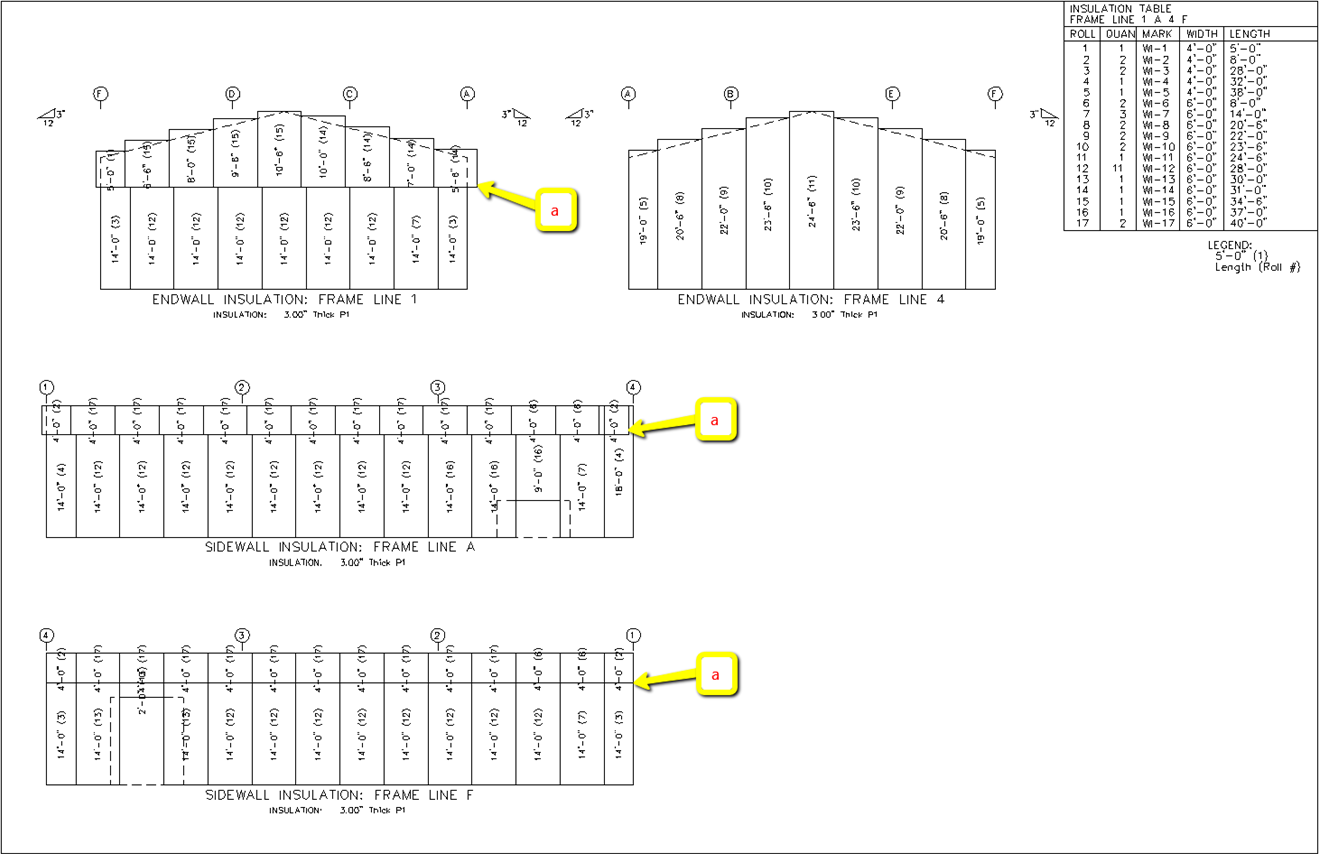 INSULATION TABLE
FRAME LINE 1 A 4 F
ROLL QUAN MARK WIDTH LENGTH
1 1 WI-1 4'-0" 5'-0"
2 2 WI-2 4'-0" 8'-0"
3 2 WI-3 4'-0" 28'-0"
4 1 WI-4 4'-0" 32'-0"
5 1 WI-5 4'-0" 38'-0"
6 2 WI-6 6'-0" 8'-0"
7 3 WI-7 6'-0" 14'-0"
8 2 WI-8 6'-0" 20'-6"
9 2 WI-9 6'-0" 22'-0"
10 2 WI-10 6'-0" 23'-6"
11 1 WI-11 6'-0" 24'-6"
12 11 WI-12 6'-0" 28'-0"
13 1 WI-13 6'-0" 30'-0"
14 1 WI-14 6'-0" 31'-0"
15 1 WI-15 6'-0" 34'-6"
16 1 WI-16 6'-0" 37'-0"
17 2 WI-17 6'-0" 40'-0"
LEGEND:
5'-0" (1)
Length (Roll #)
F D C A
3" 12 3" 12
5'-0" (1) 6'-6" (15) 8'-0" (15) 9'-6" (15) 10'-6" (15) 10'-0" (14) 8'-6" (14) 7'-0" (14) 5'-6" (14)
a
14'-0" (3) 14'-0" (12) 14'-0" (12) 14'-0" (12) 14'-0" (12) 14'-0" (12) 14'-0" (12) 14'-0" (7) 14'-0" (3)
ENDWALL INSULATION: FRAME LINE 1
INSULATION: 3.00" Thick P1
A B E F
3" 12 3" 12
19'-0" (5) 20'-6" (8) 22'-0" (9) 23'-6" (10) 24'-6" (11) 23'-6" (10) 22'-0" (9) 20'-6" (8) 19'-0" (5)
ENDWALL INSULATION: FRAME LINE 4
INSULATION: 3.00" Thick P1
1 2 3 4
4'-0" (2) 4'-0" (17) 4'-0" (17) 4'-0" (17) 4'-0" (17) 4'-0" (17) 4'-0" (17) 4'-0" (17) 4'-0" (17) 4'-0" (17) 4'-0" (17) 4'-0" (6) 4'-0" (6) 4'-0" (2)
a
14'-0" (4) 14'-0" (12) 14'-0" (12) 14'-0" (12) 14'-0" (12) 14'-0" (12) 14'-0" (12) 14'-0" (12) 14'-0" (12) 14'-0" (16) 14'-0" (16) 9'-0" (16) 14'-0" (7) 18'-0" (4)
SIDEWALL INSULATION: FRAME LINE A
INSULATION: 3.00" Thick P1
4 3 2 1
4'-0" (2) 4'-0" (17) 4'-0" (17) 4'-0" (17) 4'-0" (17) 4'-0" (17) 4'-0" (17) 4'-0" (17) 4'-0" (17) 4'-0" (17) 4'-0" (6) 4'-0" (6) 4'-0" (2)
a
14'-0" (3) 14'-0" (13) 14'-0" (13) 14'-0" (12) 14'-0" (12) 14'-0" (12) 14'-0" (12) 14'-0" (12) 14'-0" (12) 14'-0" (12) 14'-0" (7) 14'-0" (3)
SIDEWALL INSULATION: FRAME LINE F
INSULATION: 3.00" Thick P1